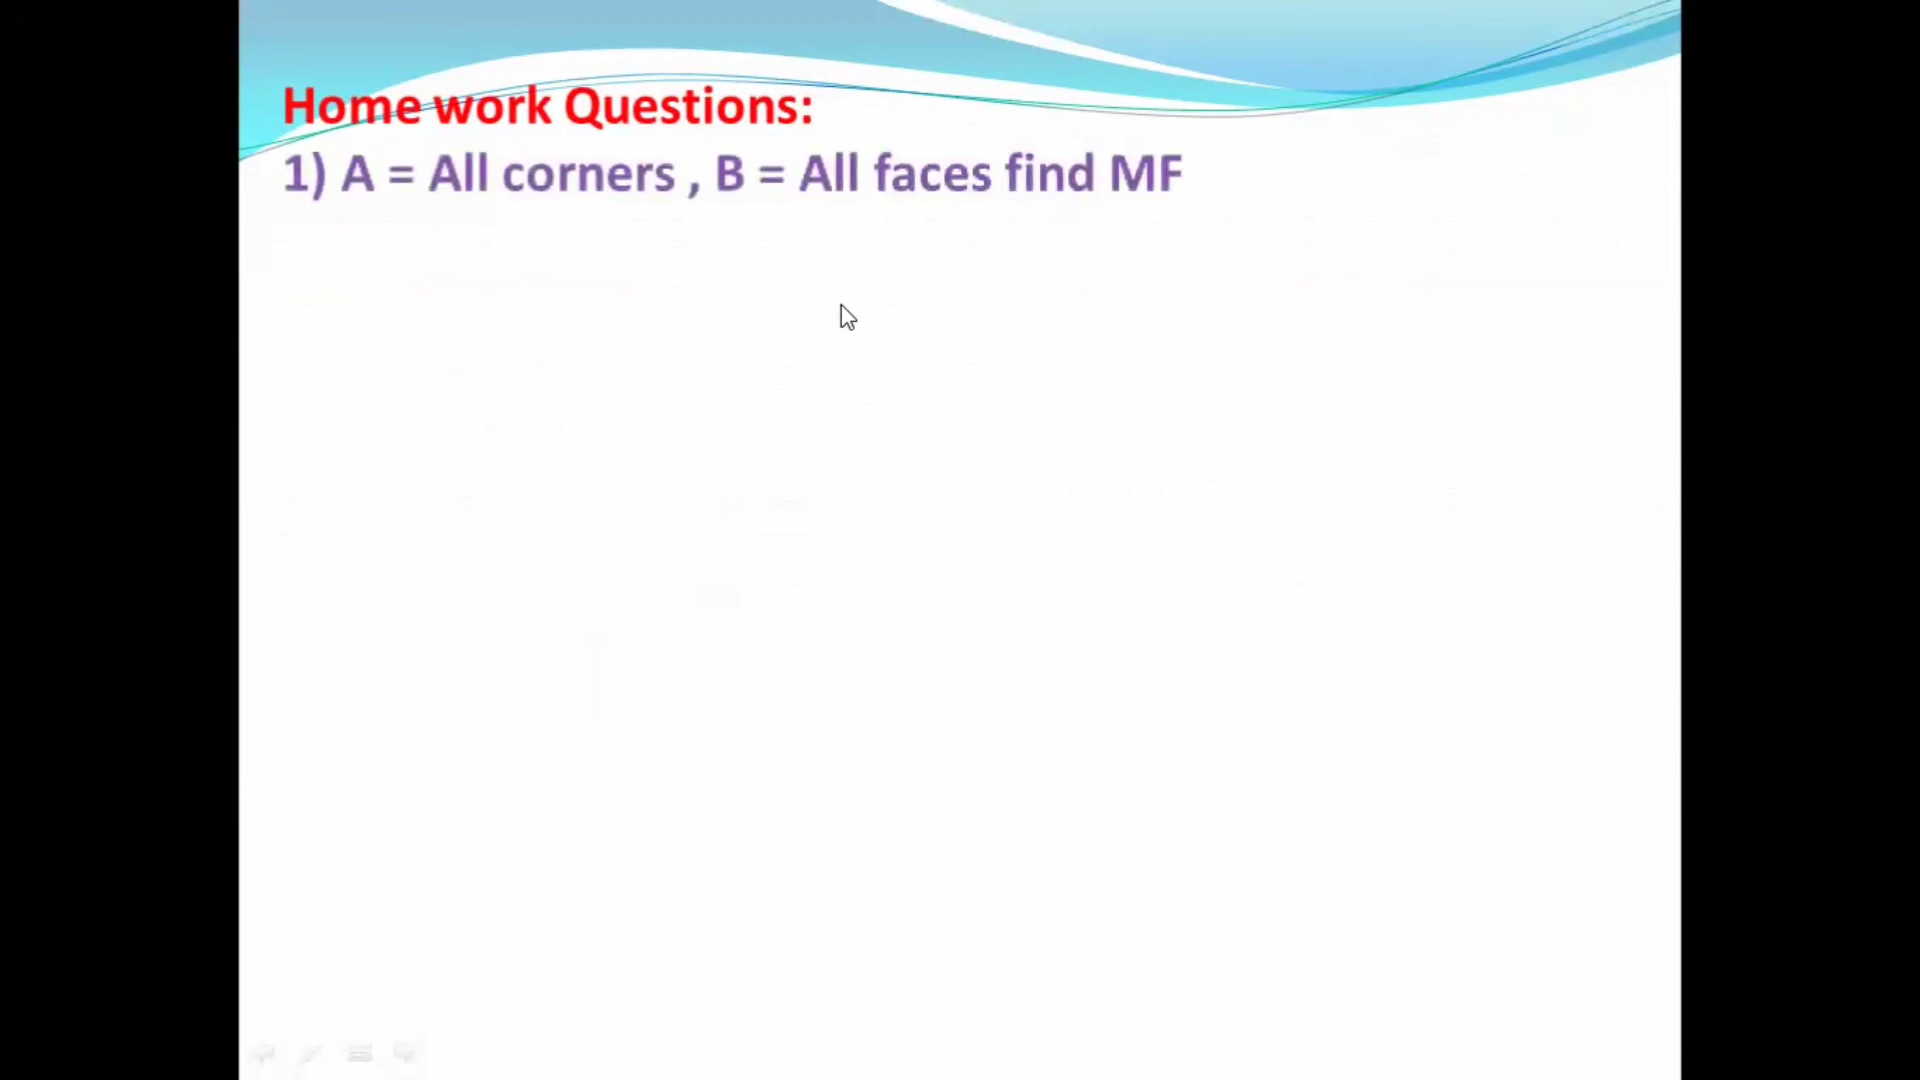 Home work Questions:
1) A = All corners , B = All faces find MF